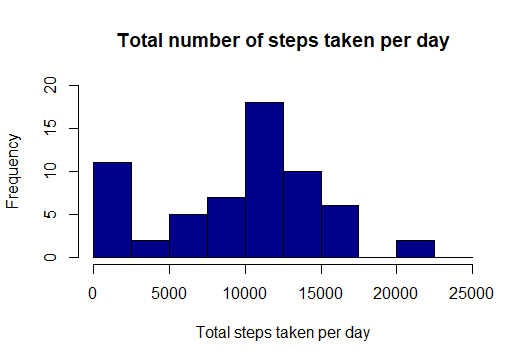 Total number of steps taken per day
Frequency
20
15
10
5
0
0 5000 10000 15000 20000 25000
Total steps taken per day